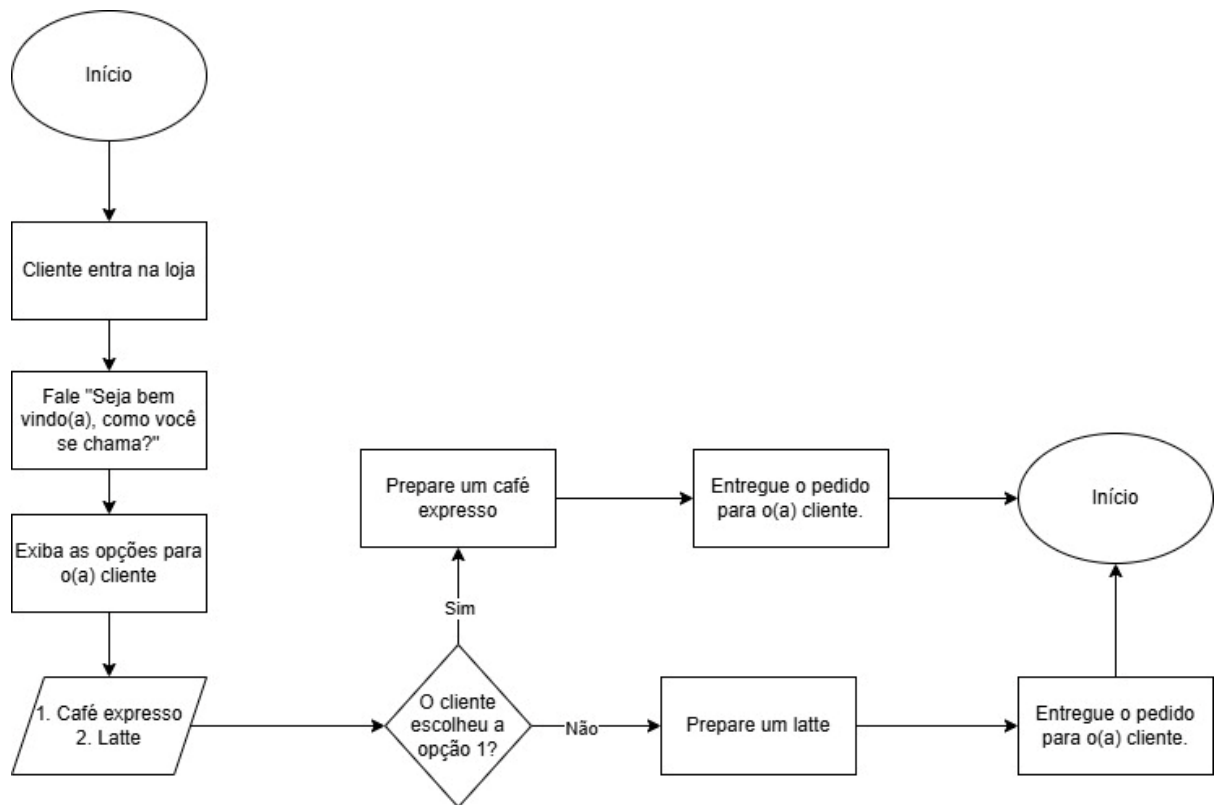 Início
Cliente entra na loja
Fale "Seja bem
vindo(a), como você
se chama?"
Exiba as opções para
o(a) cliente
1. Café expresso
2. Latte
O cliente
escolheu a
opção 1?
Sim
Prepare um café
expresso
Entregue o pedido
para o(a) cliente.
Início
Não
Prepare um latte
Entregue o pedido
para o(a) cliente.